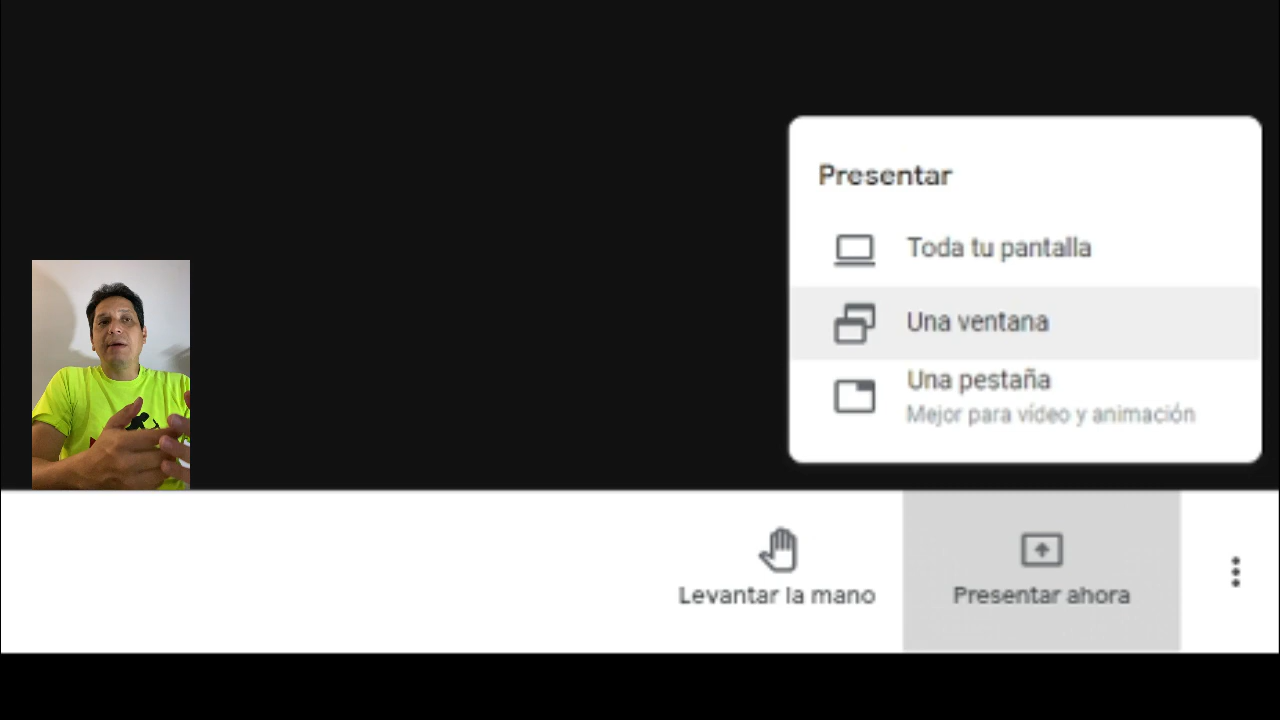 Presentar
Toda tu pantalla
Una ventana
Una pestaña
Mejor para vídeo y animación
Levantar la mano
Presentar ahora